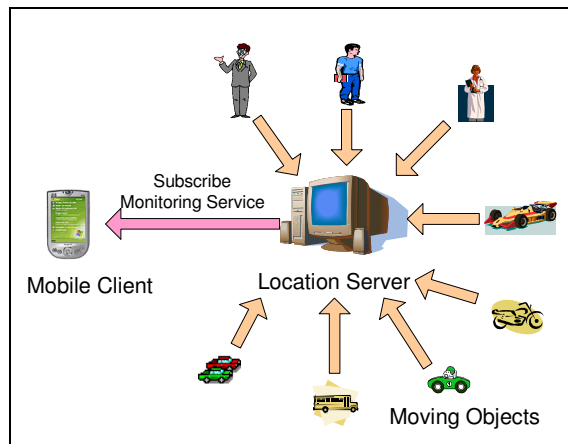 Subscribe
Monitoring Service
Mobile Client
Location Server
Moving Objects